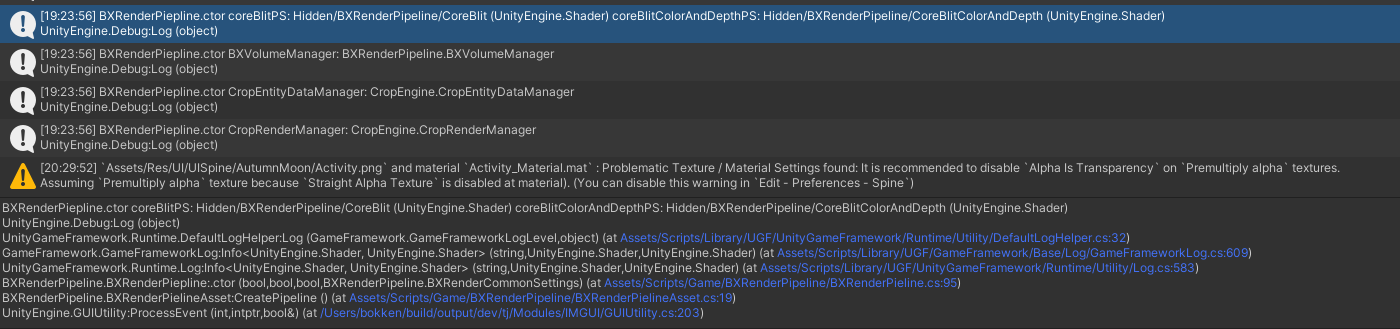 [19:23:56] BXRenderPiepline.ctor coreBlitPS: Hidden/BXRenderPipeline/CoreBlit (UnityEngine.Shader) coreBlitColorAndDepthPS: Hidden/BXRenderPipeline/CoreBlitColorAndDepth (UnityEngine.Shader)
UnityEngine.Debug:Log (object)
[19:23:56] BXRenderPiepline.ctor BXVolumeManager: BXRenderPipeline.BXVolumeManager
UnityEngine.Debug:Log (object)
[19:23:56] BXRenderPiepline.ctor CropEntityDataManager: CropEngine.CropEntityDataManager
UnityEngine.Debug:Log (object)
[19:23:56] BXRenderPiepline.ctor CropRenderManager: CropEngine.CropRenderManager
UnityEngine.Debug:Log (object)
[20:29:52] `Assets/Res/UI/UISpine/AutumnMoon/Activity.png` and material `Activity_Material.mat` : Problematic Texture / Material Settings found: It is recommended to disable `Alpha Is Transparency` on `Premultiply alpha` textures.
Assuming `Premultiply alpha` texture because `Straight Alpha Texture` is disabled at material). (You can disable this warning in `Edit - Preferences - Spine`)
BXRenderPiepline.ctor coreBlitPS: Hidden/BXRenderPipeline/CoreBlit (UnityEngine.Shader) coreBlitColorAndDepthPS: Hidden/BXRenderPipeline/CoreBlitColorAndDepth (UnityEngine.Shader)
UnityEngine.Debug:Log (object)
UnityGameFramework.Runtime.DefaultLogHelper:Log (GameFramework.GameFrameworkLogLevel,object) (at Assets/Scripts/Library/UGF/UnityGameFramework/Runtime/Utility/DefaultLogHelper.cs:32)
GameFramework.GameFrameworkLog:Info<UnityEngine.Shader, UnityEngine.Shader> (string,UnityEngine.Shader,UnityEngine.Shader) (at Assets/Scripts/Library/UGF/GameFramework/Base/Log/GameFrameworkLog.cs:609)
UnityGameFramework.Runtime.Log:Info<UnityEngine.Shader, UnityEngine.Shader> (string,UnityEngine.Shader,UnityEngine.Shader) (at Assets/Scripts/Library/UGF/UnityGameFramework/Runtime/Utility/Log.cs:583)
BXRenderPipeline.BXRenderPiepline:.ctor (bool,bool,bool,BXRenderPipeline.BXRenderCommonSettings) (at Assets/Scripts/Game/BXRenderPipeline/BXRenderPieline.cs:95)
BXRenderPipeline.BXRenderPielineAsset:CreatePipeline () (at Assets/Scripts/Game/BXRenderPipeline/BXRenderPielineAsset.cs:19)
UnityEngine.GUIUtility:ProcessEvent (int,intptr,bool&) (at /Users/bokken/build/output/dev/tj/Modules/IMGUI/GUIUtility.cs:203)